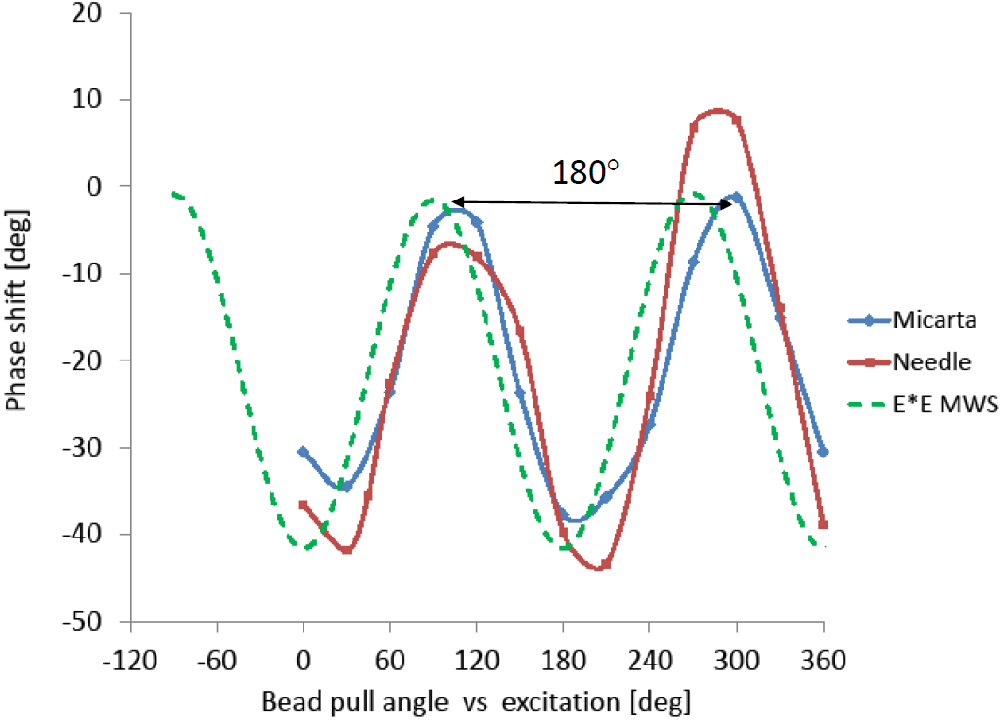 20
10
0
-10
-20
-30
-40
-50
Phase shift [deg]
180°
Micarta
Needle
E*E MWS
-120 -60 0 60 120 180 240 300 360
Bead pull angle vs excitation [deg]